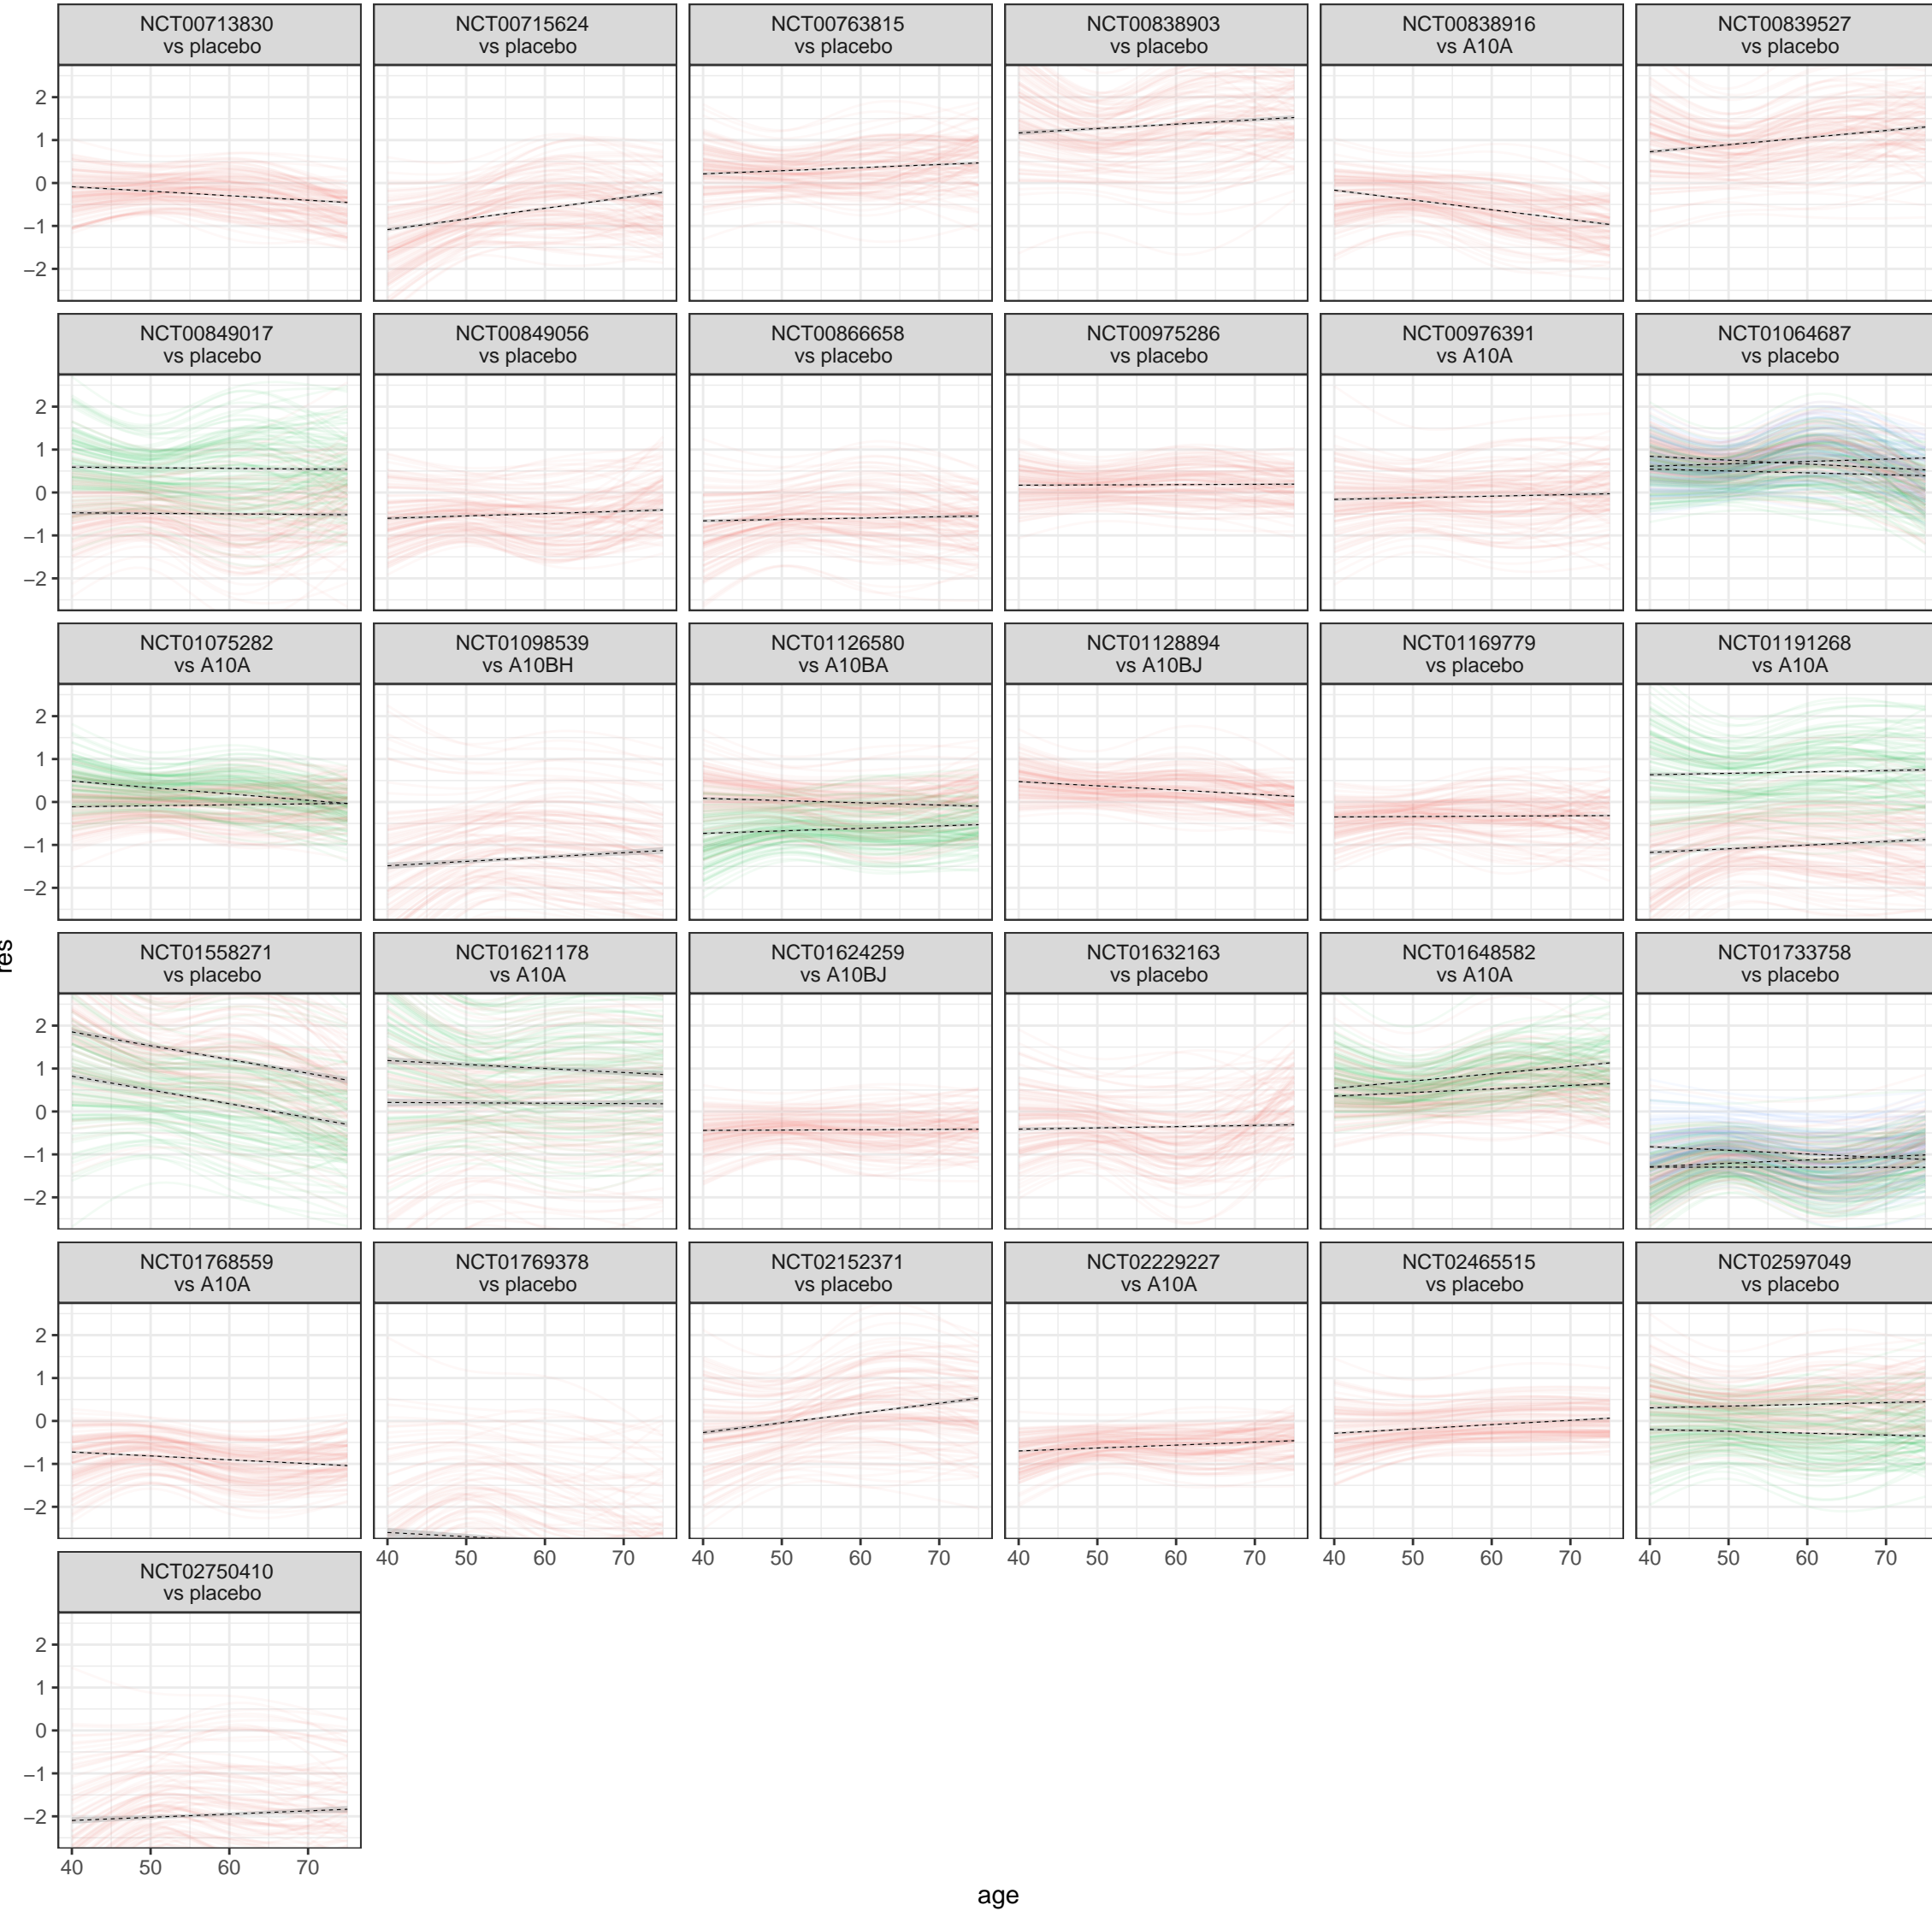 NCT00713830
vs placebo
NCT00715624
vs placebo
NCT00763815
vs placebo
NCT00838903
vs placebo
NCT00838916
vs A10A
NCT00839527
vs placebo
2
1
0
−1
−2
NCT00849017
vs placebo
NCT00849056
vs placebo
NCT00866658
vs placebo
NCT00975286
vs placebo
NCT00976391
vs A10A
NCT01064687
vs placebo
2
1
0
−1
−2
NCT01075282
vs A10A
NCT01098539
vs A10BH
NCT01126580
vs A10BA
NCT01128894
vs A10BJ
NCT01169779
vs placebo
NCT01191268
vs A10A
2
1
0
−1
−2
res
NCT01558271
vs placebo
NCT01621178
vs A10A
NCT01624259
vs A10BJ
NCT01632163
vs placebo
NCT01648582
vs A10A
NCT01733758
vs placebo
2
1
0
−1
−2
NCT01768559
vs A10A
NCT01769378
vs placebo
NCT02152371
vs placebo
NCT02229227
vs A10A
NCT02465515
vs placebo
NCT02597049
vs placebo
2
1
0
−1
−2
40 50 60 70
40 50 60 70
40 50 60 70
40 50 60 70
40 50 60 70
NCT02750410
vs placebo
2
1
0
−1
−2
40 50 60 70
age